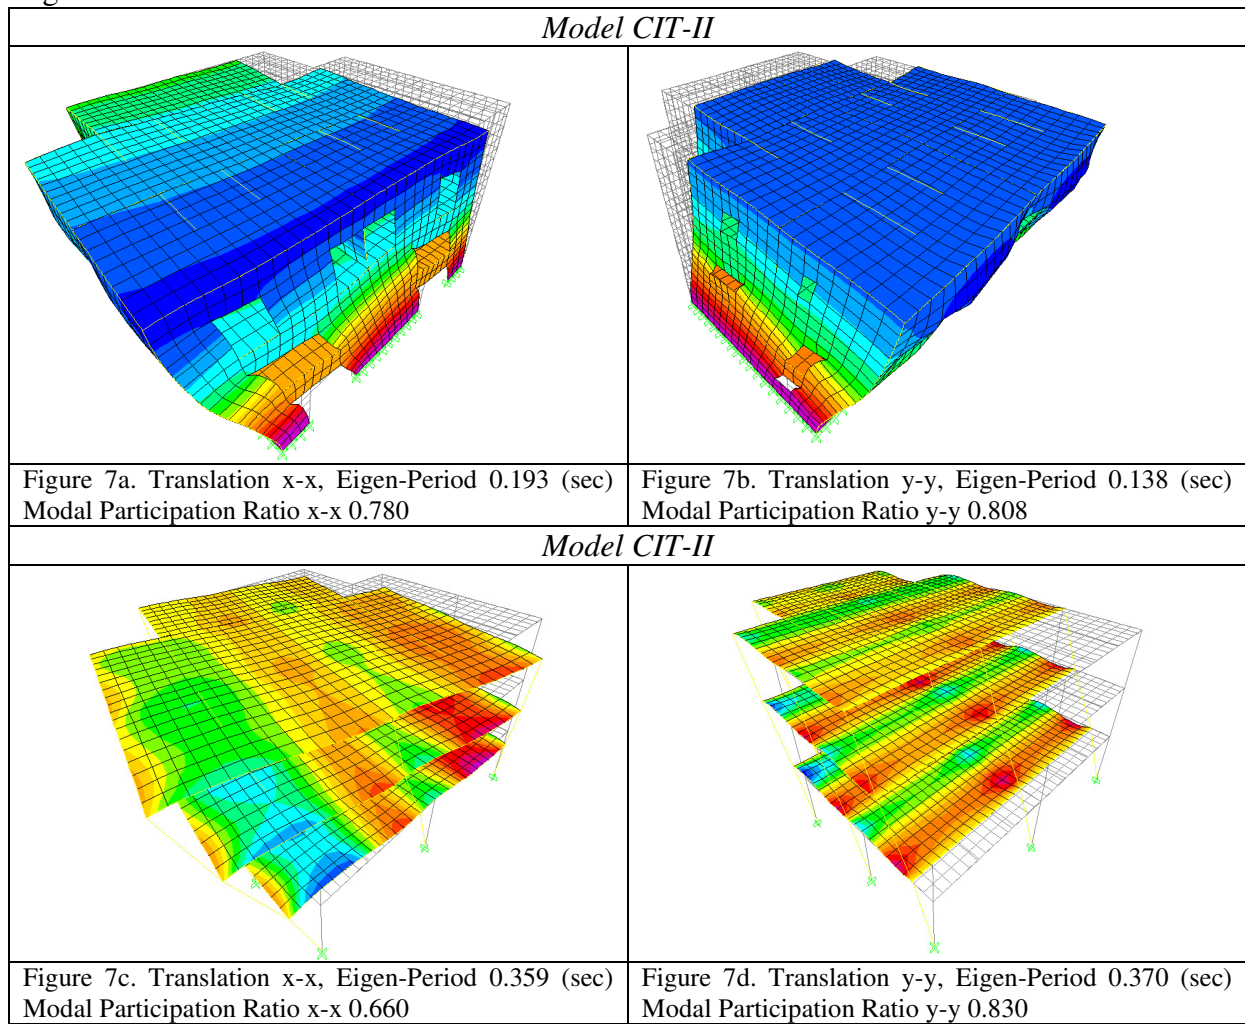 Model CIT-II
Figure 7a. Translation x-x, Eigen-Period 0.193 (sec)
Modal Participation Ratio x-x 0.780
Figure 7b. Translation y-y, Eigen-Period 0.138 (sec)
Modal Participation Ratio y-y 0.808
Model CIT-II
Figure 7c. Translation x-x, Eigen-Period 0.359 (sec)
Modal Participation Ratio x-x 0.660
Figure 7d. Translation y-y, Eigen-Period 0.370 (sec)
Modal Participation Ratio y-y 0.830